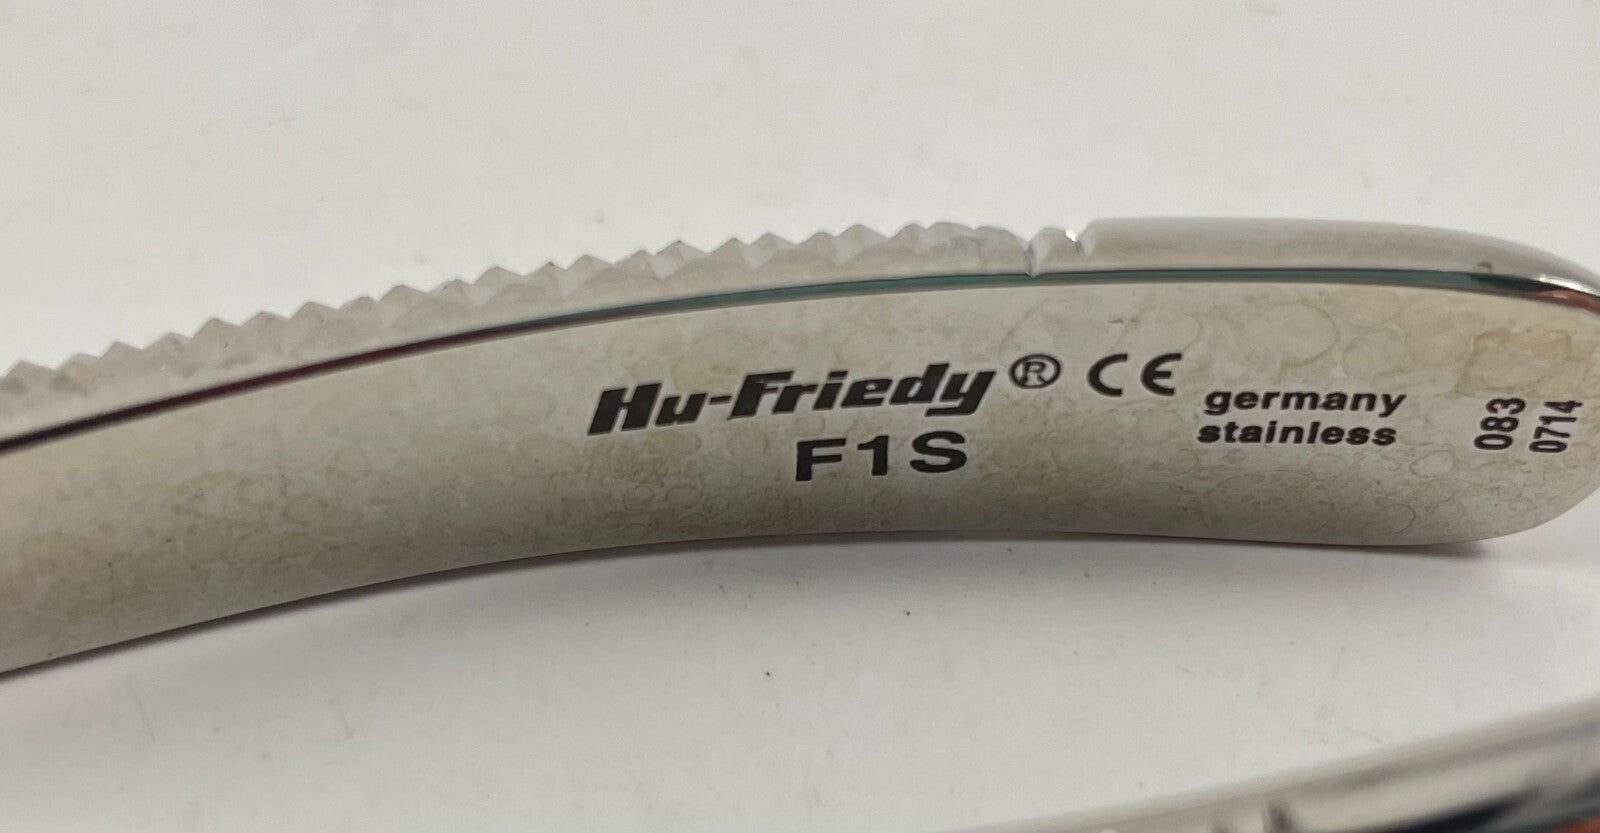 Hu-Friedy® CE
F1S
germany
stainless
083
0714